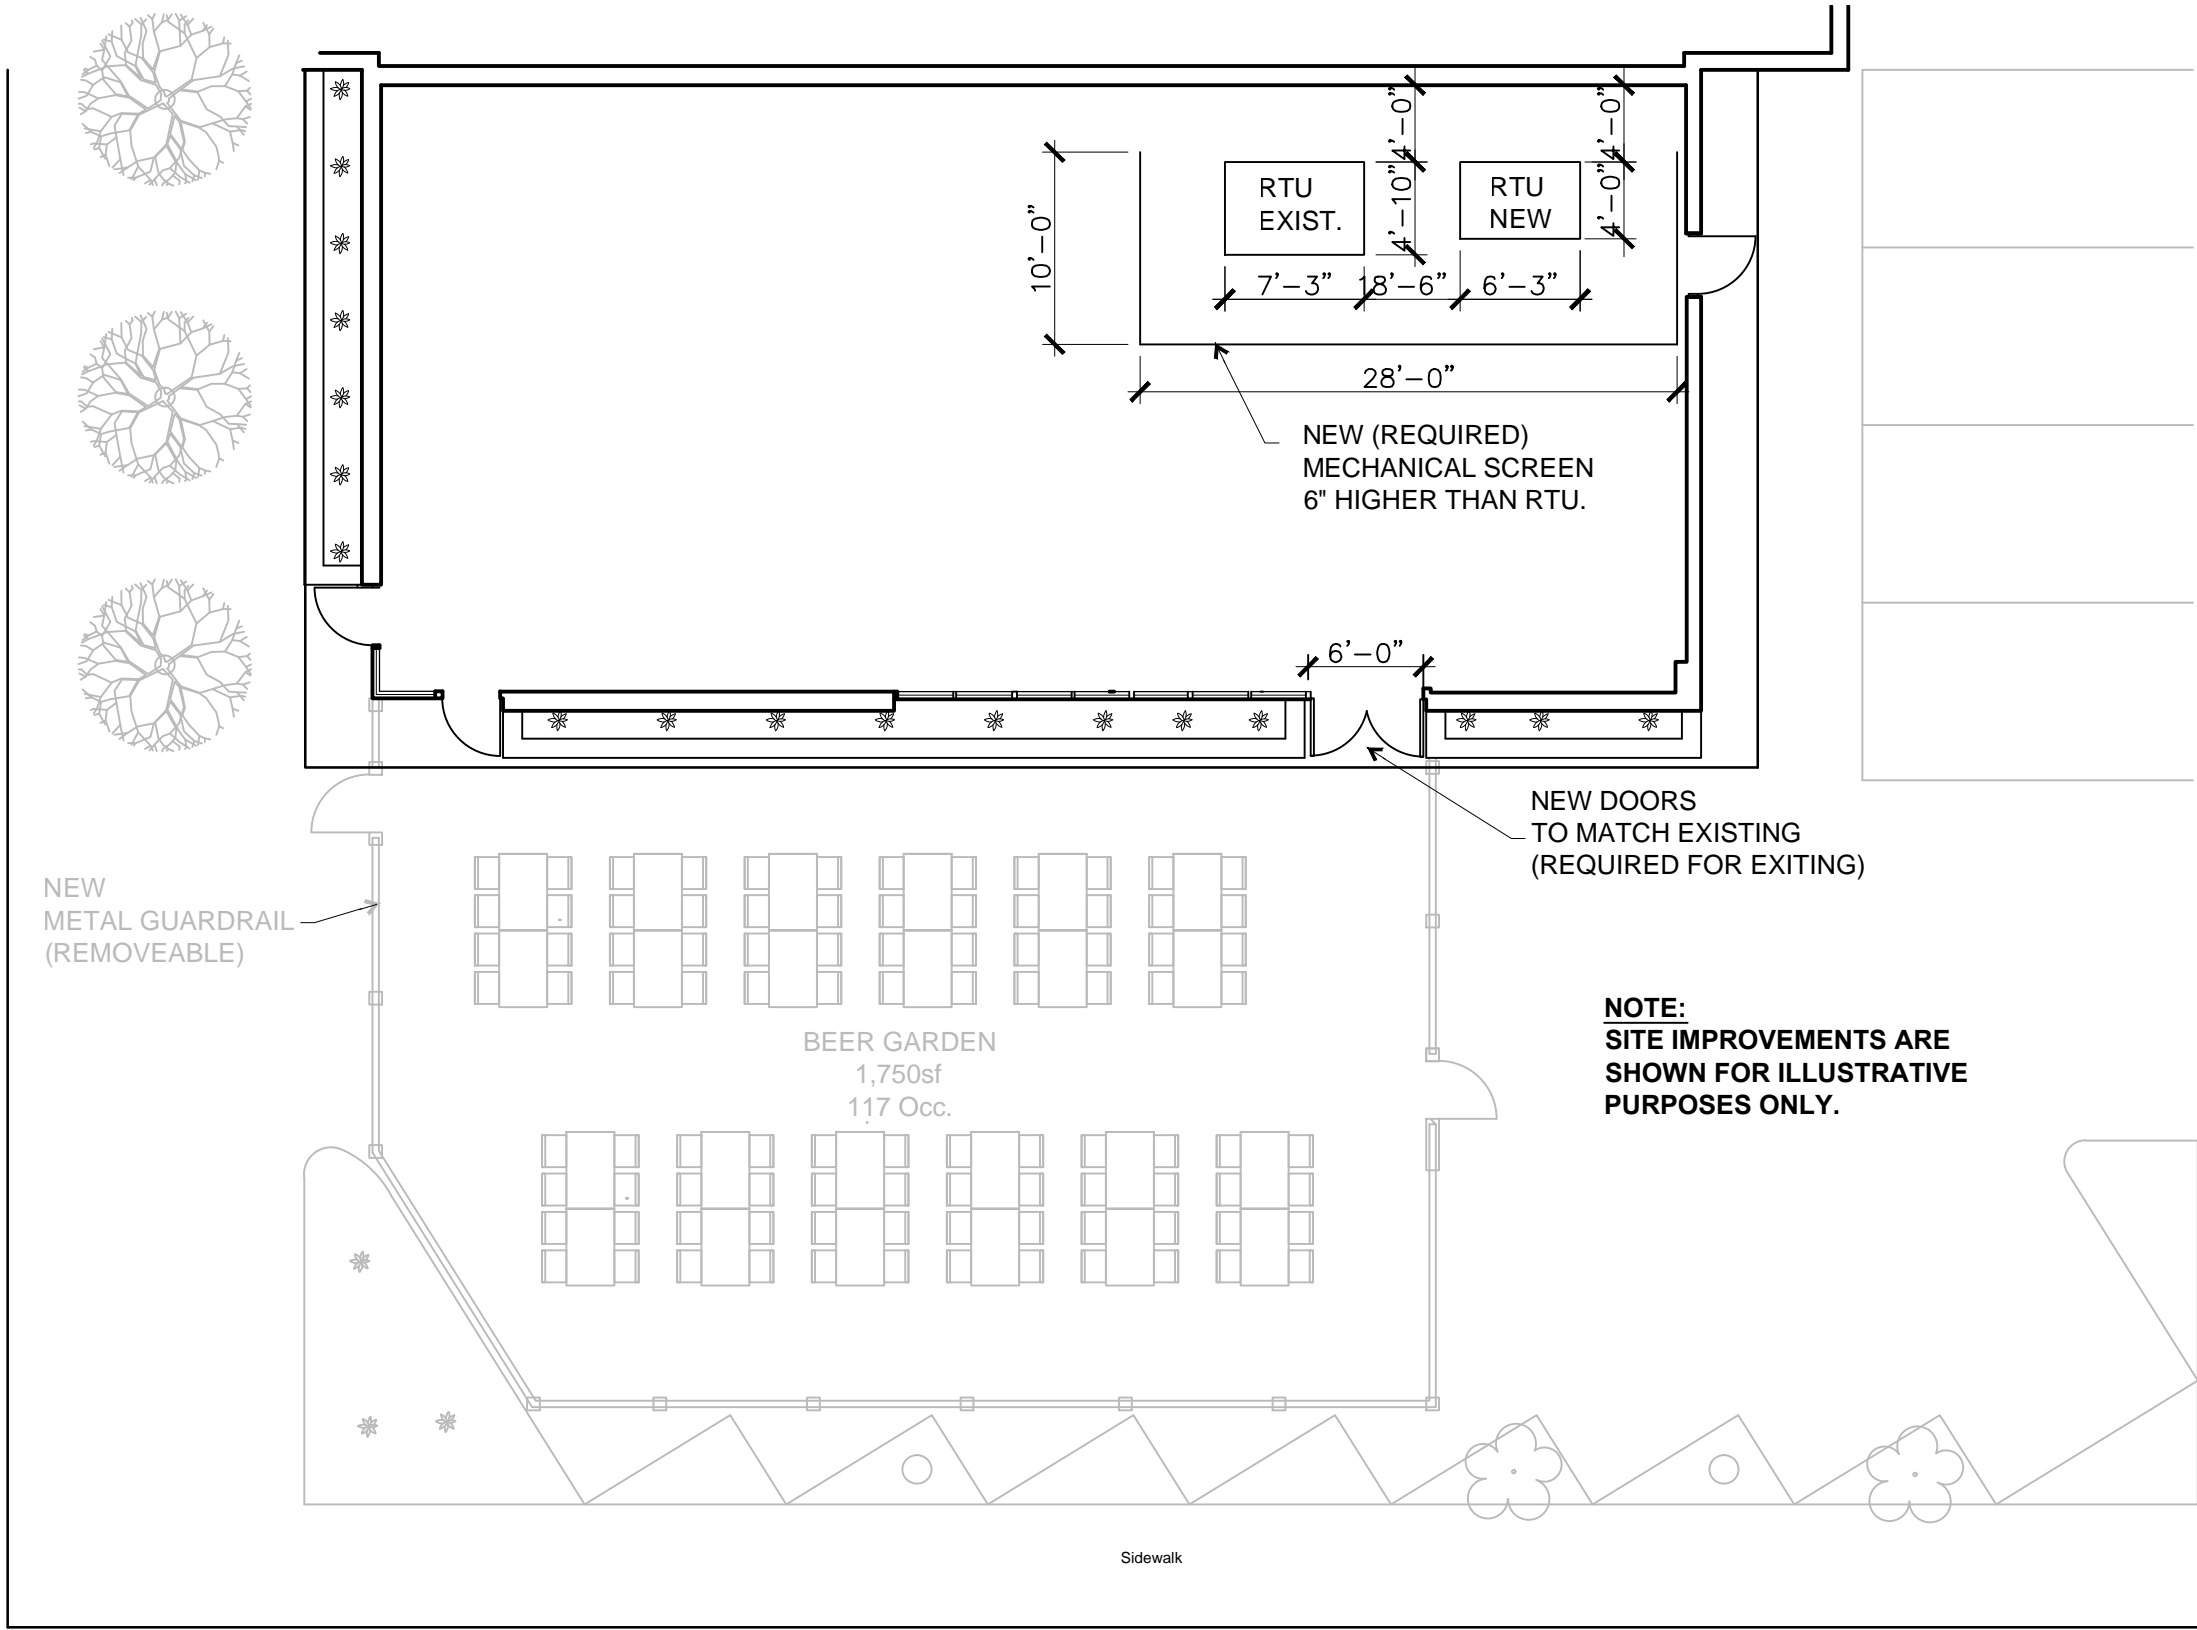 4'-0"
4'-0"
RTU
EXIST.
4'-10"
RTU
NEW
4'-0"
10'-0"
7'-3"
18'-6"
6'-3"
28'-0"
NEW (REQUIRED)
MECHANICAL SCREEN
6" HIGHER THAN RTU.
6'-0"
NEW DOORS
TO MATCH EXISTING
(REQUIRED FOR EXITING)
NEW
METAL GUARDRAIL
(REMOVEABLE)
BEER GARDEN
1,750sf
117 Occ.
NOTE:
SITE IMPROVEMENTS ARE
SHOWN FOR ILLUSTRATIVE
PURPOSES ONLY.
Sidewalk